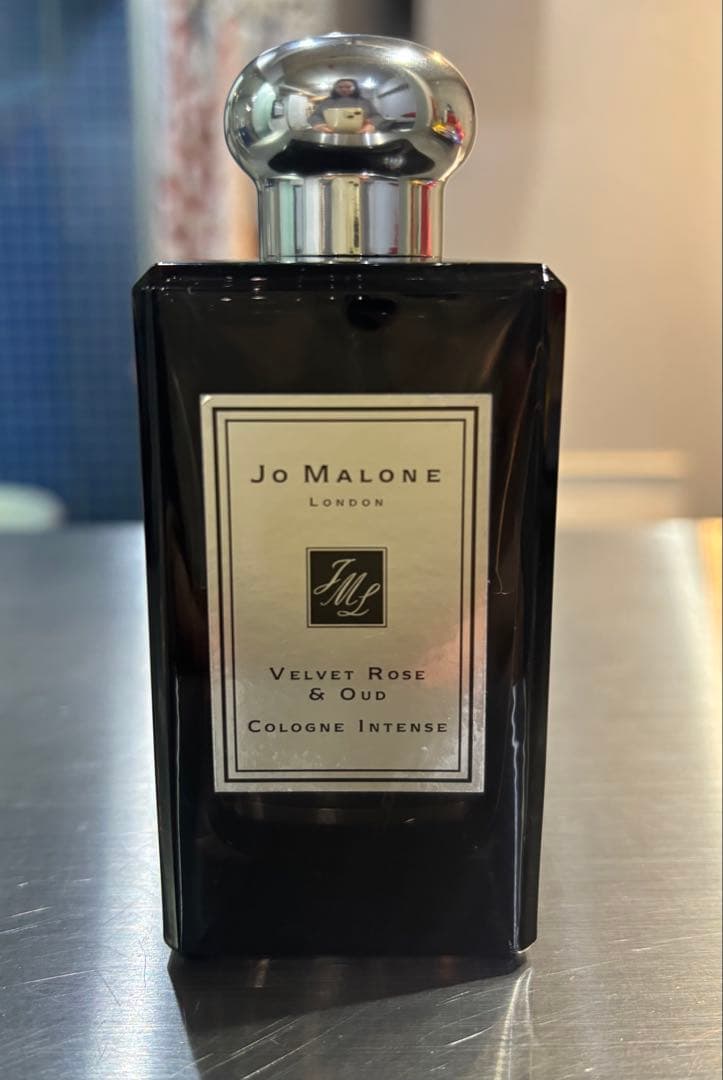 Jo Malone
London
JML
Velvet Rose
& Oud
Cologne Intense